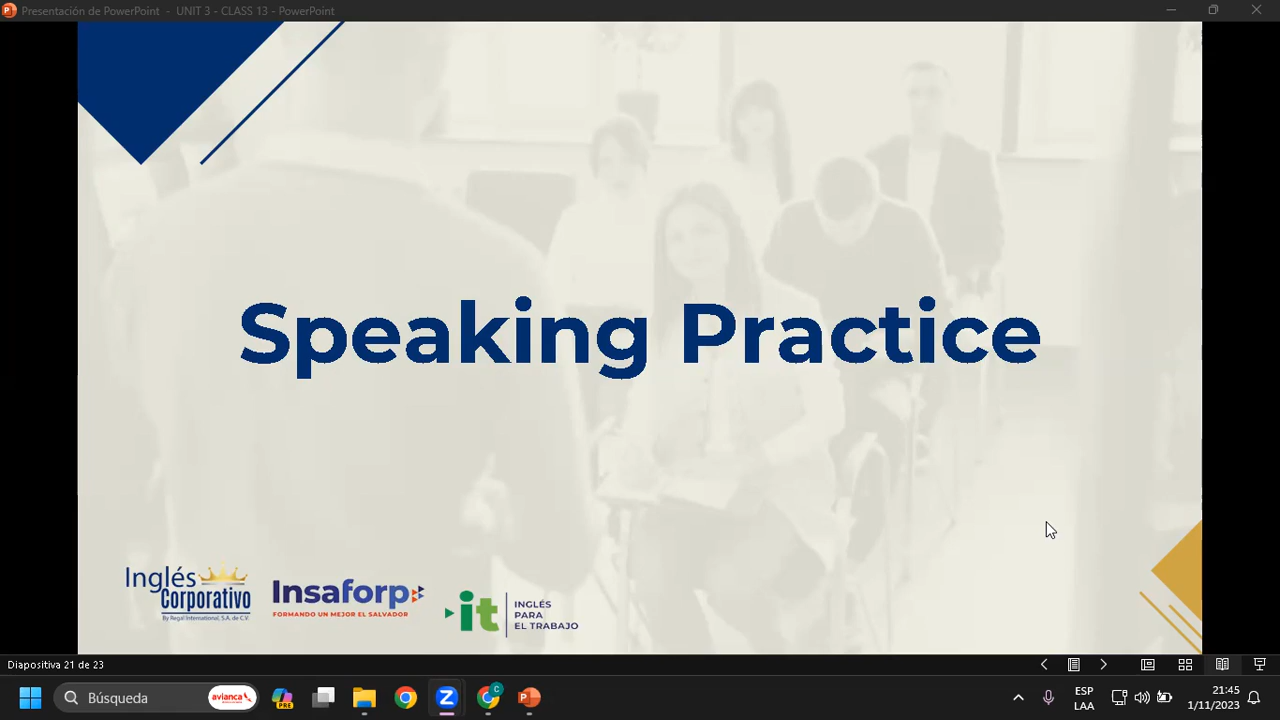 Presentación de PowerPoint - UNIT 3 - CLASS 13 - PowerPoint
Speaking Practice
Inglés
Corporativo
By Regal International, S.A. de C.V.
Insaforp
FORMANDO UN MEJOR EL SALVADOR
it
INGLÉS
PARA
EL TRABAJO
Diapositiva 21 de 23
Búsqueda
avianca
PRE
C
ESP
LAA
21:45
1/11/2023